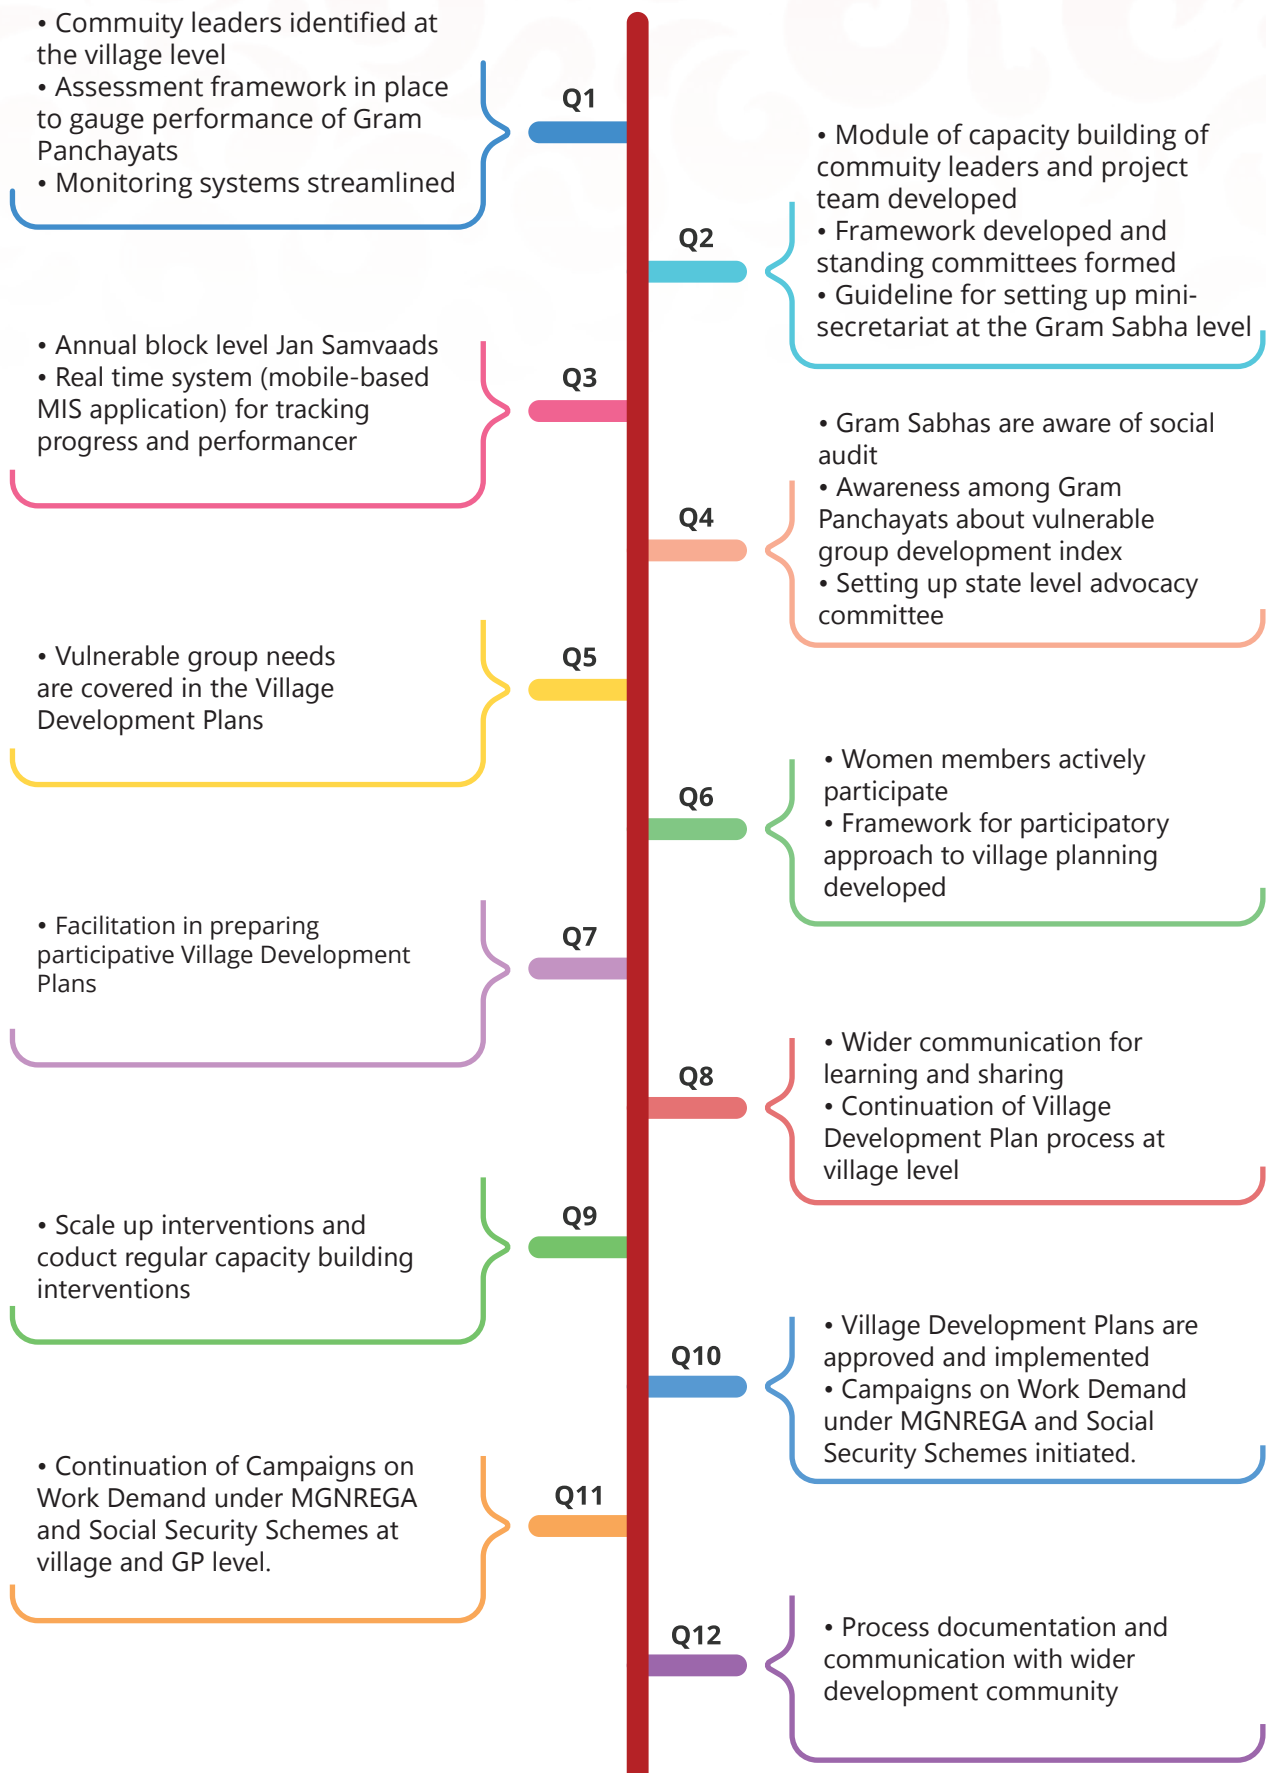 • Commuity leaders identified at
the village level
• Assessment framework in place
to gauge performance of Gram
Panchayats
• Monitoring systems streamlined
Q1
Q2
• Module of capacity building of
commuity leaders and project
team developed
• Framework developed and
standing committees formed
• Guideline for setting up mini-
secretariat at the Gram Sabha level
• Annual block level Jan Samvaads
• Real time system (mobile-based
MIS application) for tracking
progress and performancer
Q3
Q4
• Gram Sabhas are aware of social
audit
• Awareness among Gram
Panchayats about vulnerable
group development index
• Setting up state level advocacy
committee
• Vulnerable group needs
are covered in the Village
Development Plans
Q5
Q6
• Women members actively
participate
• Framework for participatory
approach to village planning
developed
• Facilitation in preparing
participative Village Development
Plans
Q7
Q8
• Wider communication for
learning and sharing
• Continuation of Village
Development Plan process at
village level
• Scale up interventions and
coduct regular capacity building
interventions
Q9
Q10
• Village Development Plans are
approved and implemented
• Campaigns on Work Demand
under MGNREGA and Social
Security Schemes initiated.
• Continuation of Campaigns on
Work Demand under MGNREGA
and Social Security Schemes at
village and GP level.
Q11
Q12
• Process documentation and
communication with wider
development community